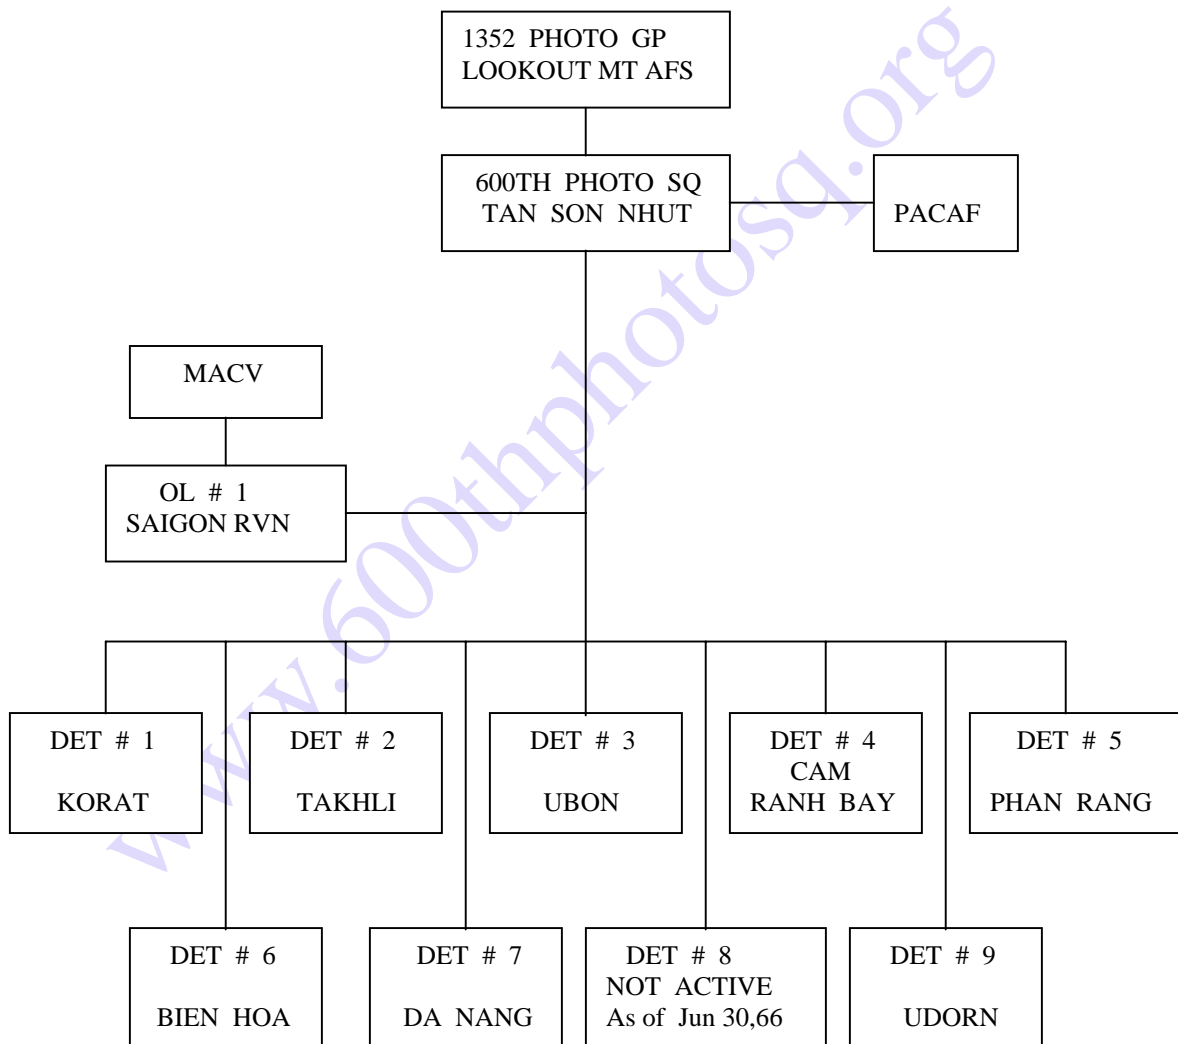 1352 PHOTO GP
LOOKOUT MT AFS
600TH PHOTO SQ
TAN SON NHUT
PACAF
MACV
OL # 1
SAIGON RVN
DET # 1
KORAT
DET # 2
TAKHLI
DET # 3
UBON
DET # 4
CAM
RANH BAY
DET # 5
PHAN RANG
DET # 6
BIEN HOA
DET # 7
DA NANG
DET # 8
NOT ACTIVE
As of Jun 30,66
DET # 9
UDORN
www.600thphotosq.org